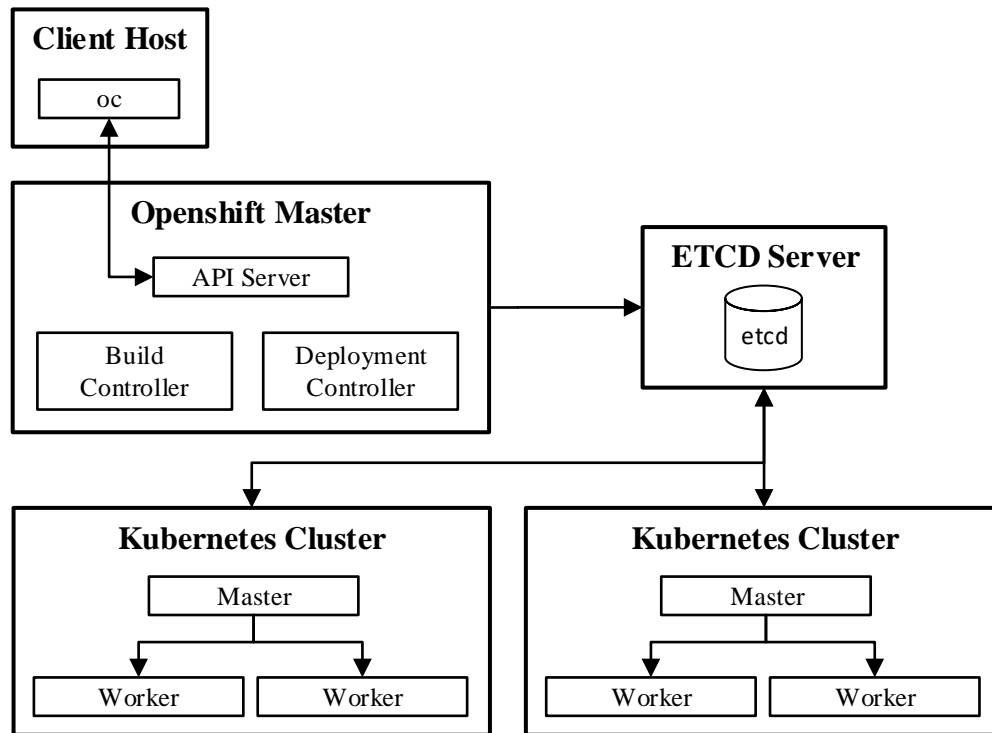 Client Host
oc
Openshift Master
API Server
Build
Controller
Deployment
Controller
ETCD Server
etcd
Kubernetes Cluster
Master
Worker
Worker
Kubernetes Cluster
Master
Worker
Worker